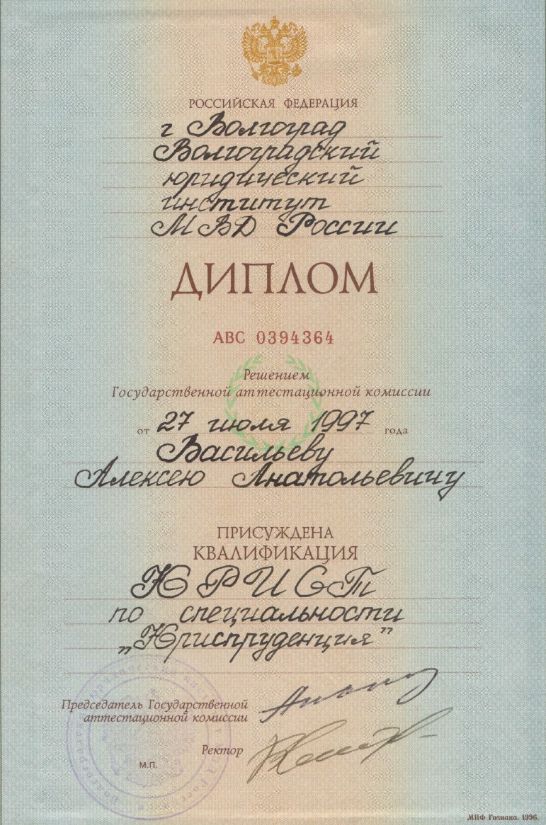 РОССИЙСКАЯ ФЕДЕРАЦИЯ
г Волгоград
Волгоградский
юридический
институт
МВД России
ДИПЛОМ
АВС 0394364
Решением
Государственной аттестационной комиссии
от 27 июля 1997 года
Васильеву
Алексею Анатольевичу
ПРИСУЖДЕНА
КВАЛИФИКАЦИЯ
ЮРИСТ
по специальности
„Юриспруденция”
Председатель Государственной
аттестационной комиссии
Ректор
М.П.
МПФ Гознака. 1996.